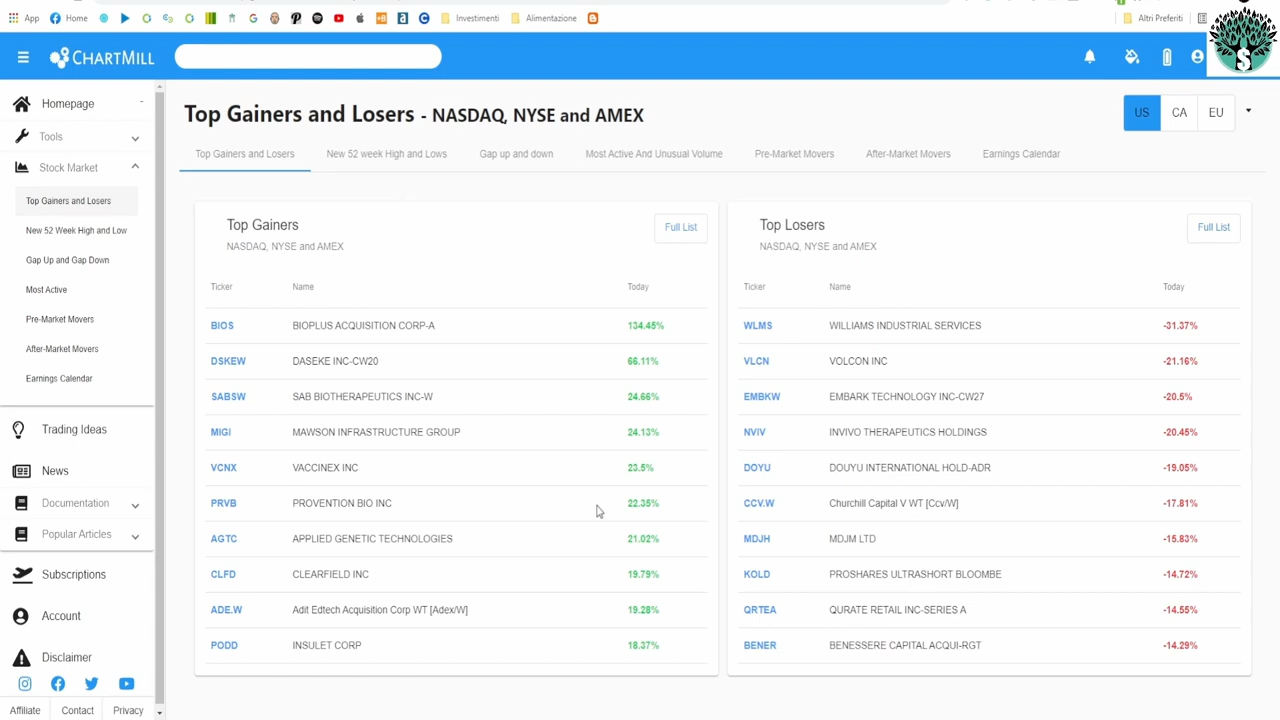 App Home Investimenti Alimentazione Altri Preferiti
CHARTMILL
Homepage
Tools
Stock Market
Top Gainers and Losers
New 52 Week High and Low
Gap Up and Gap Down
Most Active
Pre-Market Movers
After-Market Movers
Earnings Calendar
Trading Ideas
News
Documentation
Popular Articles
Subscriptions
Account
Disclaimer
Affiliate Contact Privacy
Top Gainers and Losers - NASDAQ, NYSE and AMEX
US CA EU
Top Gainers and Losers New 52 week High and Lows Gap up and down Most Active And Unusual Volume Pre-Market Movers After-Market Movers Earnings Calendar
Top Gainers Full List
NASDAQ, NYSE and AMEX
Ticker Name Today
BIOS BIOPLUS ACQUISITION CORP-A 134.45%
DSKEW DASEKE INC-CW20 66.11%
SABSW SAB BIOTHERAPEUTICS INC-W 24.66%
MIGI MAWSON INFRASTRUCTURE GROUP 24.13%
VCNX VACCINEX INC 23.5%
PRVB PROVENTION BIO INC 22.35%
AGTC APPLIED GENETIC TECHNOLOGIES 21.02%
CLFD CLEARFIELD INC 19.79%
ADE.W Adit Edtech Acquisition Corp WT [Adex/W] 19.28%
PODD INSULET CORP 18.37%
Top Losers Full List
NASDAQ, NYSE and AMEX
Ticker Name Today
WLMS WILLIAMS INDUSTRIAL SERVICES -31.37%
VLCN VOLCON INC -21.16%
EMBKW EMBARK TECHNOLOGY INC-CW27 -20.5%
NVIV INVIVO THERAPEUTICS HOLDINGS -20.45%
DOYU DOUYU INTERNATIONAL HOLD-ADR -19.05%
CCV.W Churchill Capital V WT [Ccv/W] -17.81%
MDJH MDJM LTD -15.83%
KOLD PROSHARES ULTRASHORT BLOOMBE -14.72%
QRTEA QURATE RETAIL INC-SERIES A -14.55%
BENER BENESSERE CAPITAL ACQUI-RGT -14.29%